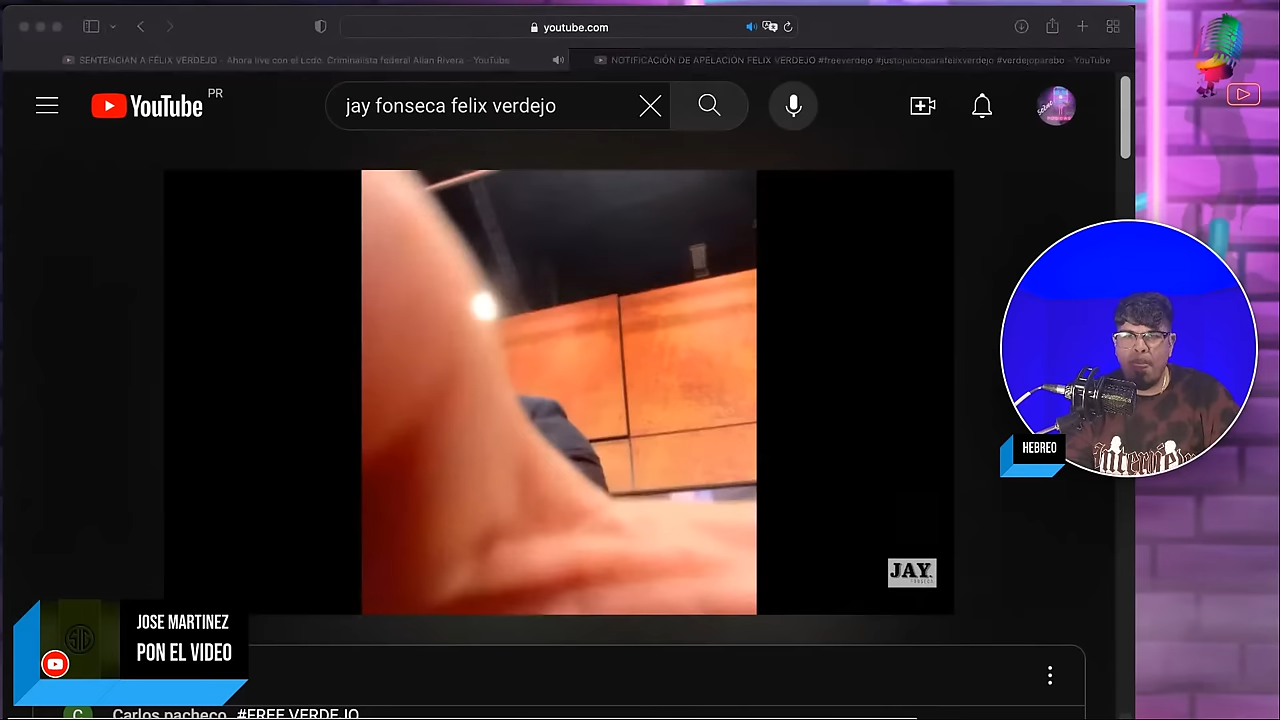 youtube.com
SENTENCIAN A FÉLIX VERDEJO - Ahora live con el Lcdo. Criminalista federal Allan Rivera - YouTube
NOTIFICACIÓN DE APELACIÓN FELIX VERDEJO #freeverdejo #justojuicioparafelixverdejo #verdejoparsbo - YouTube
YouTube PR
jay fonseca felix verdejo
HEBREO
JAY
FONSECA
JOSE MARTINEZ
PON EL VIDEO
C
Carlos pacheco #FREE VERDEJO